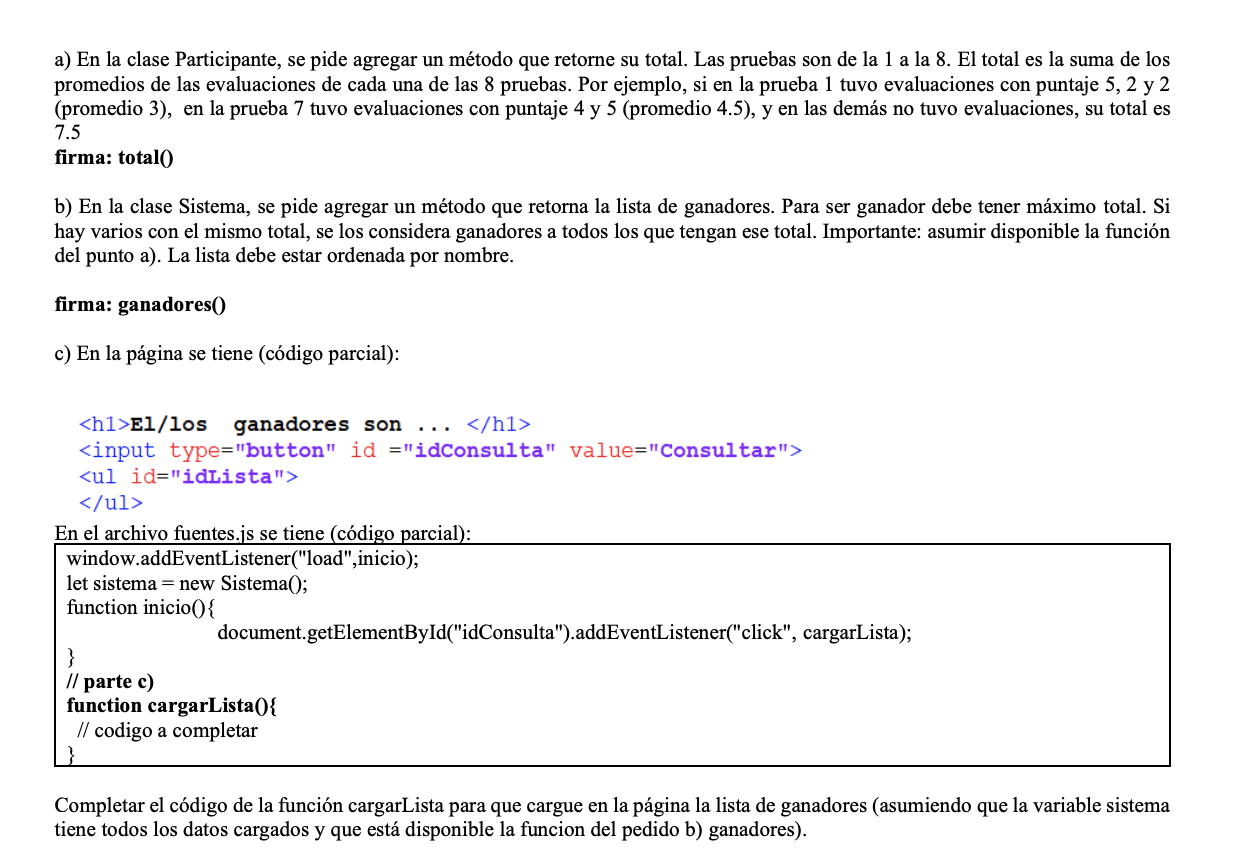 a) En la clase Participante, se pide agregar un método que retorne su total. Las pruebas son de la 1 a la 8. El total es la suma de los
promedios de las evaluaciones de cada una de las 8 pruebas. Por ejemplo, si en la prueba 1 tuvo evaluaciones con puntaje 5, 2 y 2
(promedio 3), en la prueba 7 tuvo evaluaciones con puntaje 4 y 5 (promedio 4.5), y en las demás no tuvo evaluaciones, su total es
7.5
firma: total()
b) En la clase Sistema, se pide agregar un método que retorna la lista de ganadores. Para ser ganador debe tener máximo total. Si
hay varios con el mismo total, se los considera ganadores a todos los que tengan ese total. Importante: asumir disponible la función
del punto a). La lista debe estar ordenada por nombre.
firma: ganadores()
c) En la página se tiene (código parcial):
<h1>El/los  ganadores son ... </h1>
<input type="button" id ="idConsulta" value="Consultar">
<ul id="idLista">
</ul>
En el archivo fuentes.js se tiene (código parcial):
window.addEventListener("load",inicio);
let sistema = new Sistema();
function inicio(){
document.getElementById("idConsulta").addEventListener("click", cargarLista);
}
// parte c)
function cargarLista(){
// codigo a completar
}
Completar el código de la función cargarLista para que cargue en la página la lista de ganadores (asumiendo que la variable sistema
tiene todos los datos cargados y que está disponible la funcion del pedido b) ganadores).